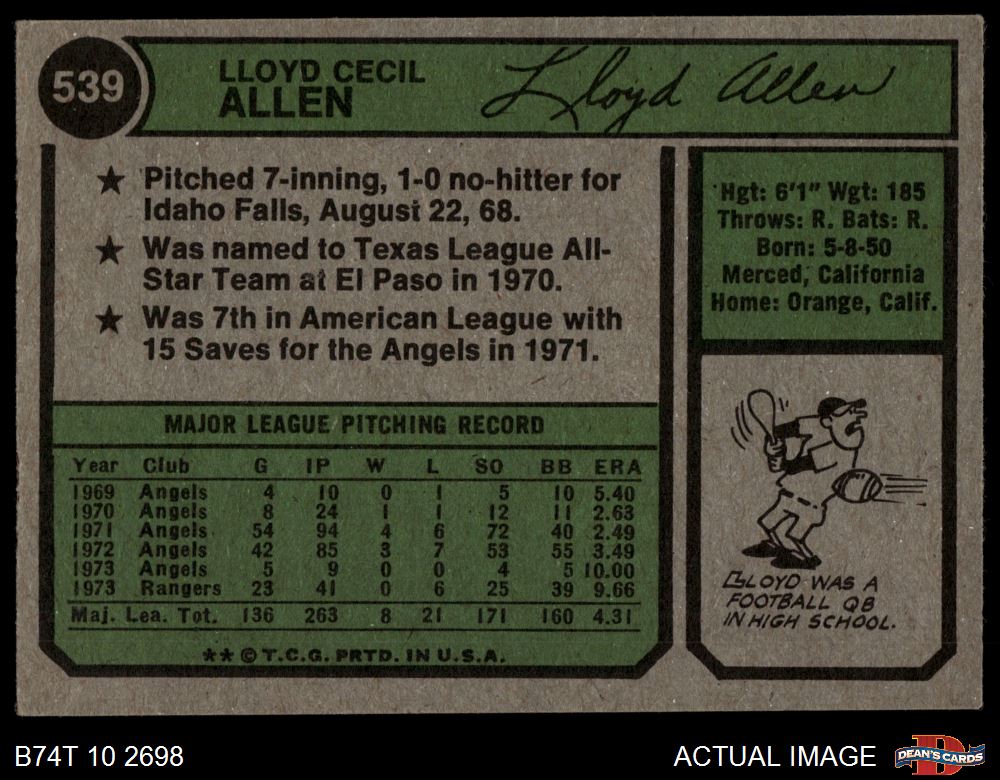 539
LLOYD CECIL
ALLEN
Lloyd Allen
★ Pitched 7-inning, 1-0 no-hitter for
Idaho Falls, August 22, 68.
★ Was named to Texas League All-
Star Team at El Paso in 1970.
★ Was 7th in American League with
15 Saves for the Angels in 1971.
Hgt: 6'1" Wgt: 185
Throws: R. Bats: R.
Born: 5-8-50
Merced, California
Home: Orange, Calif.
MAJOR LEAGUE PITCHING RECORD
Year Club G IP W L SO BB ERA
1969 Angels 4 10 0 1 5 10 5.40
1970 Angels 8 24 1 1 12 11 2.63
1971 Angels 54 94 4 6 72 40 2.49
1972 Angels 42 85 3 7 53 55 3.49
1973 Angels 5 9 0 0 4 5 10.00
1973 Rangers 23 41 0 6 25 39 9.66
Maj. Lea. Tot. 136 263 8 21 171 160 4.31
** © T.C.G. PRTD. IN U.S.A.
LLOYD WAS A
FOOTBALL QB
IN HIGH SCHOOL.
B74T 10 2698
ACTUAL IMAGE
D
DEAN'S CARDS